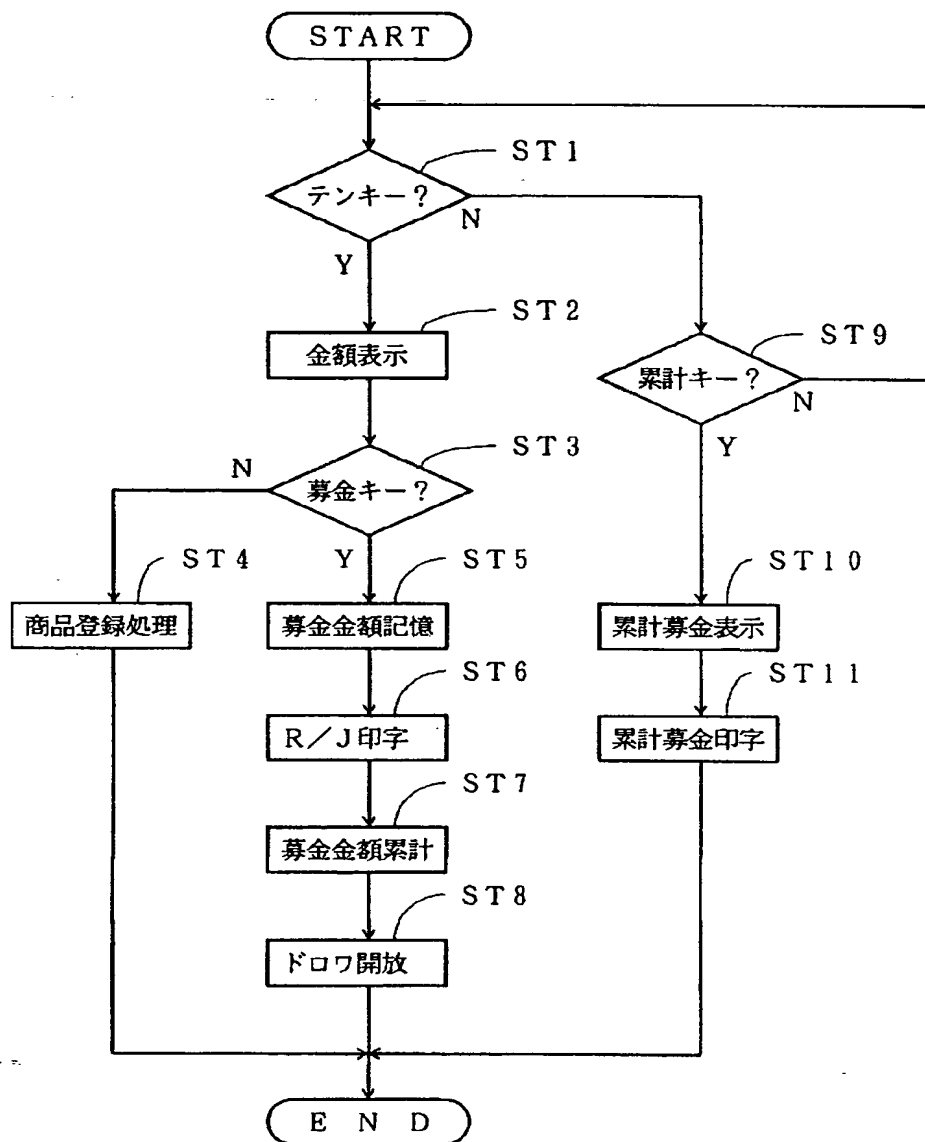 START
ST1
テンキー?
N
Y
ST2
金額表示
ST9
累計キー?
N
Y
ST3
募金キー?
N
Y
ST4
商品登録処理
ST5
募金金額記憶
ST6
R/J印字
ST7
募金金額累計
ST8
ドロワ開放
ST10
累計募金表示
ST11
累計募金印字
END